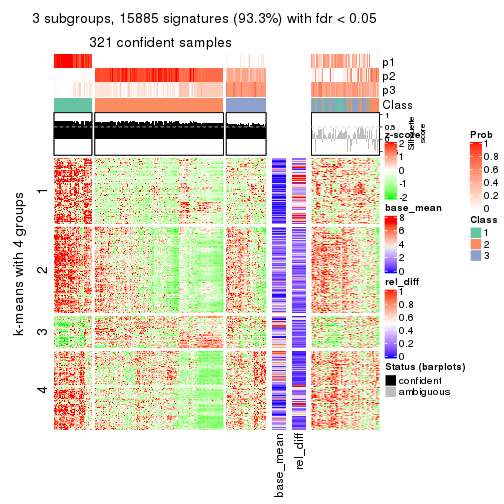 3 subgroups, 15885 signatures (93.3%) with fdr < 0.05
321 confident samples
p1
p2
p3
Class
1
0.5
0
Silhouette
score
k-means with 4 groups
1
2
3
4
base_mean
rel_diff
z-score
2
1
0
-1
-2
base_mean
8
6
4
2
0
rel_diff
1
0.8
0.6
0.4
0.2
0
Status (barplots)
confident
ambiguous
Prob
1
0.8
0.6
0.4
0.2
0
Class
1
2
3